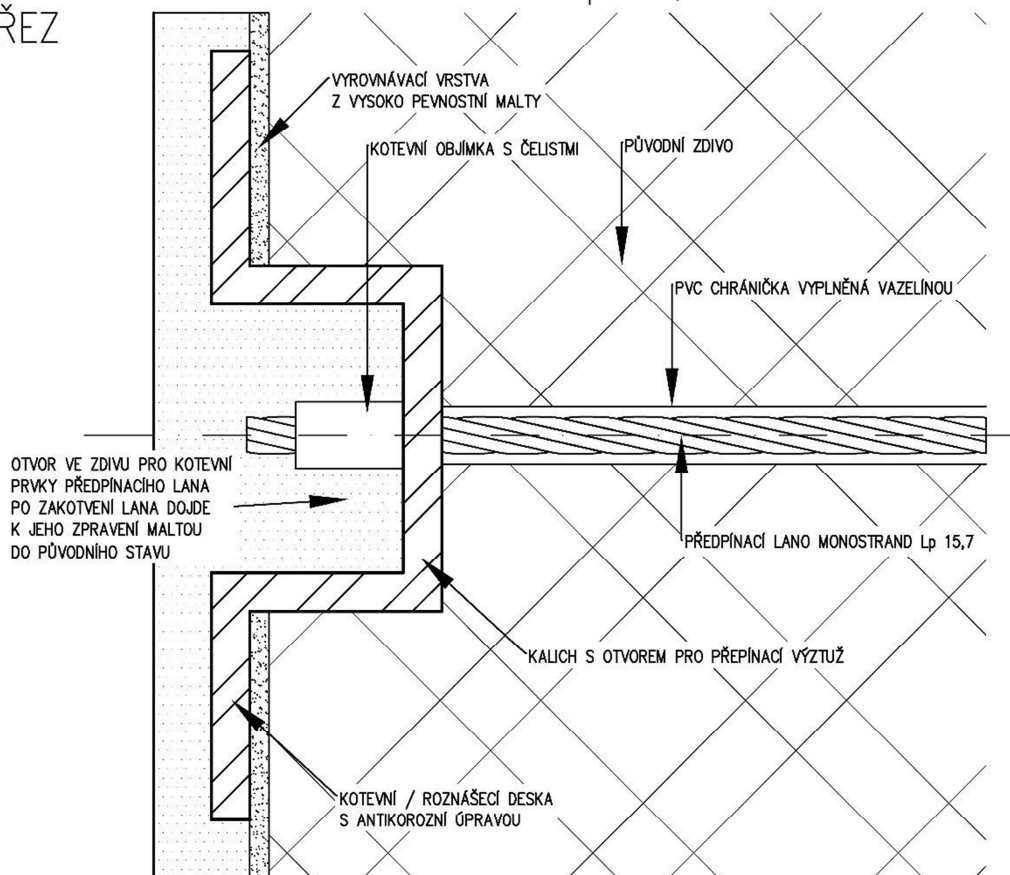 ŘEZ
VYROVNÁVACÍ VRSTVA
Z VYSOKO PEVNOSTNÍ MALTY
KOTEVNÍ OBJÍMKA S ČELISTMI
PŮVODNÍ ZDIVO
PVC CHRÁNIČKA VYPLNĚNÁ VAZELÍNOU
OTVOR VE ZDIVU PRO KOTEVNÍ
PRVKY PŘEDPÍNACÍHO LANA
PO ZAKOTVENÍ LANA DOJDE
K JEHO ZPRAVENÍ MALTOU
DO PŮVODNÍHO STAVU
PŘEDPÍNACÍ LANO MONOSTRAND Lp 15,7
KALICH S OTVOREM PRO PŘEPÍNACÍ VÝZTUŽ
KOTEVNÍ / ROZNÁŠECÍ DESKA
S ANTIKOROZNÍ ÚPRAVOU